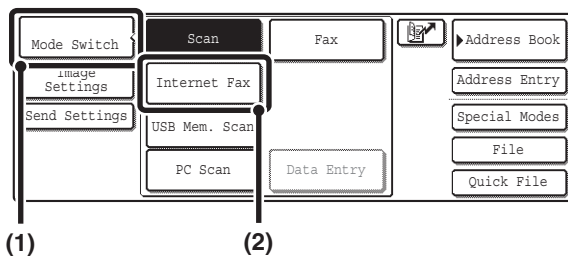 Mode Switch
Scan
Fax
Address Book
Image
Settings
Internet Fax
Address Entry
Send Settings
USB Mem. Scan
Special Modes
File
PC Scan
Data Entry
Quick File
(1)
(2)